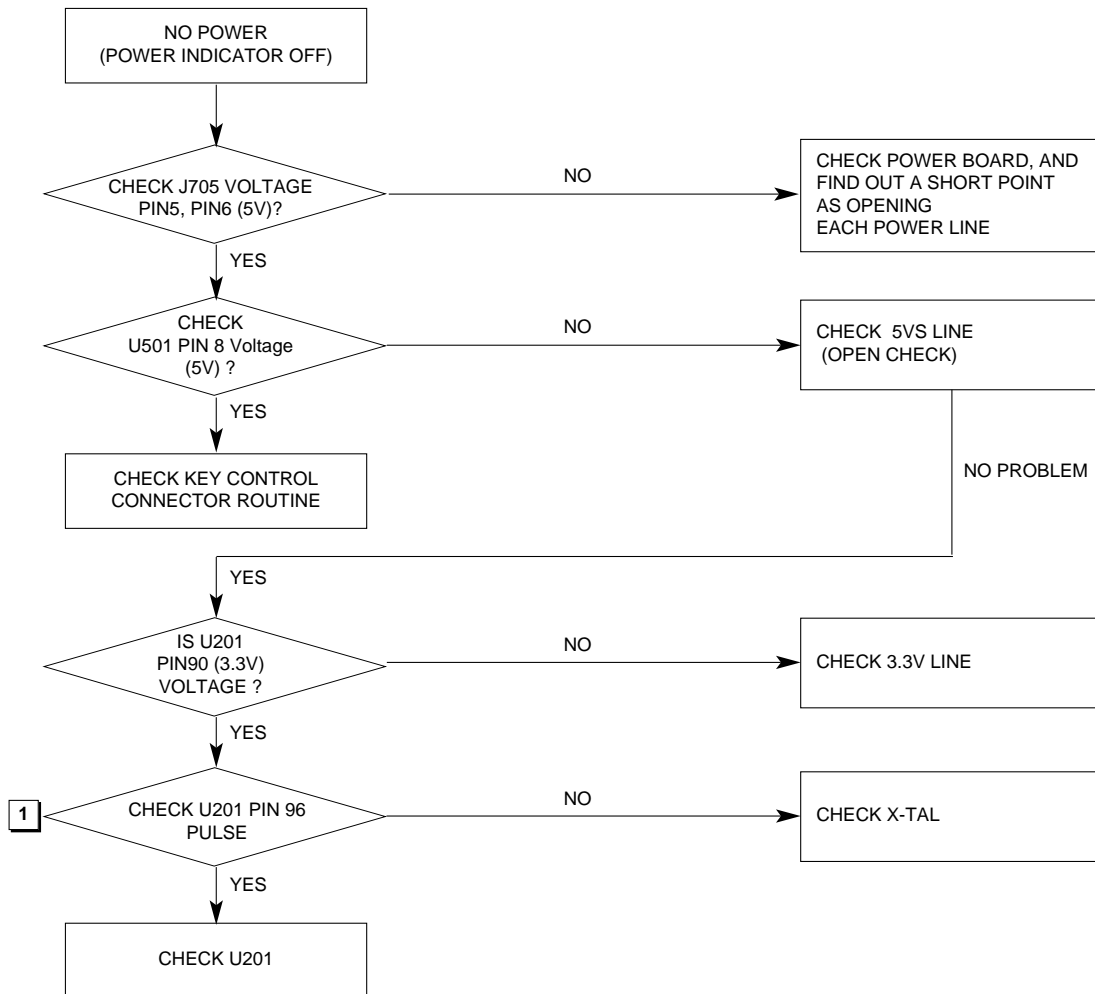 NO POWER
(POWER INDICATOR OFF)
CHECK J705 VOLTAGE
PIN5, PIN6 (5V)?
NO
CHECK POWER BOARD, AND
FIND OUT A SHORT POINT
AS OPENING
EACH POWER LINE
YES
CHECK
U501 PIN 8 Voltage
(5V) ?
NO
CHECK 5VS LINE
(OPEN CHECK)
YES
CHECK KEY CONTROL
CONNECTOR ROUTINE
NO PROBLEM
YES
IS U201
PIN90 (3.3V)
VOLTAGE ?
NO
CHECK 3.3V LINE
YES
1
CHECK U201 PIN 96
PULSE
NO
CHECK X-TAL
YES
CHECK U201